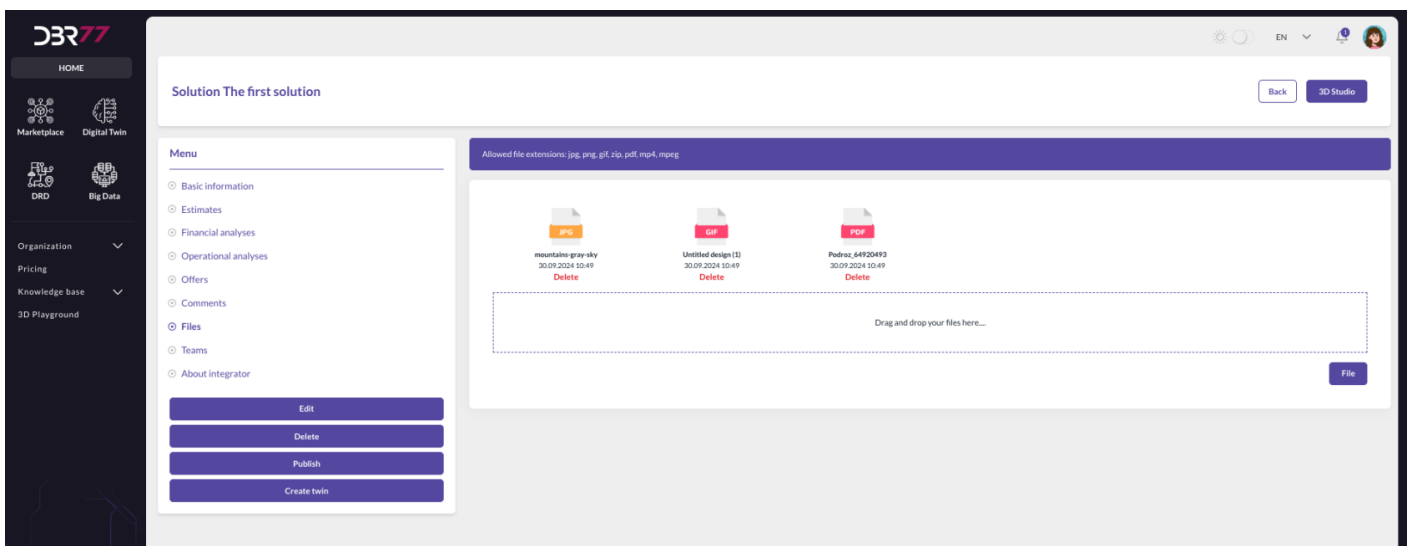 DBR77
HOME
Marketplace
Digital Twin
DRD
Big Data
Organization
Pricing
Knowledge base
3D Playground
EN
Solution The first solution
Back
3D Studio
Menu
Basic information
Estimates
Financial analyses
Operational analyses
Offers
Comments
Files
Teams
About integrator
Edit
Delete
Publish
Create twin
Allowed file extensions: jpg, png, gif, zip, pdf, mp4, mpeg
JPG
mountains-gray-sky
30.09.2024 10:49
Delete
GIF
Untitled design (1)
30.09.2024 10:49
Delete
PDF
Podroz_64920493
30.09.2024 10:49
Delete
Drag and drop your files here....
File